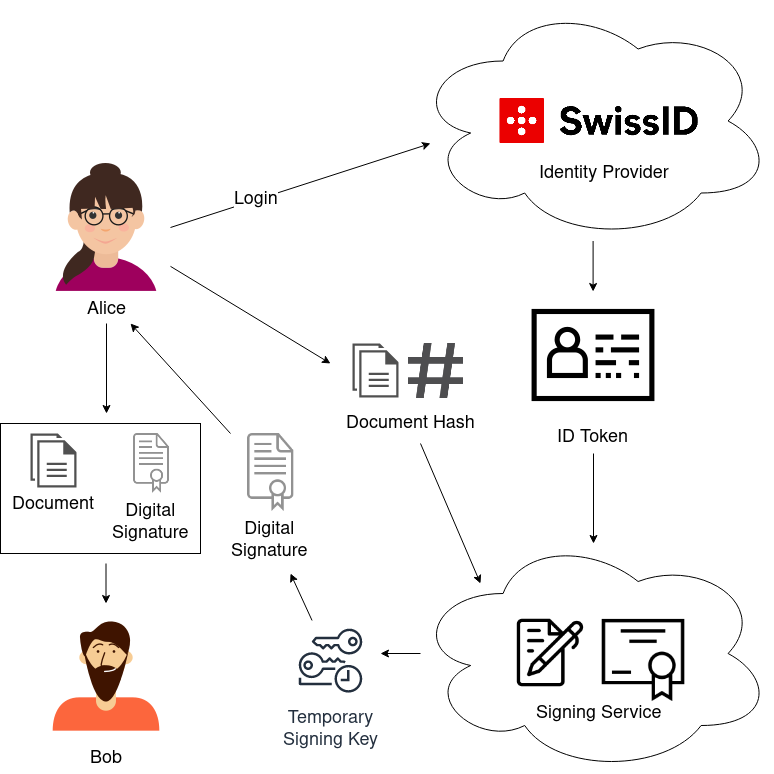 SwissID
Identity Provider
Login
Alice
#
Document Hash
ID Token
Document
Digital
Signature
Digital
Signature
Signing Service
Temporary
Signing Key
Bob